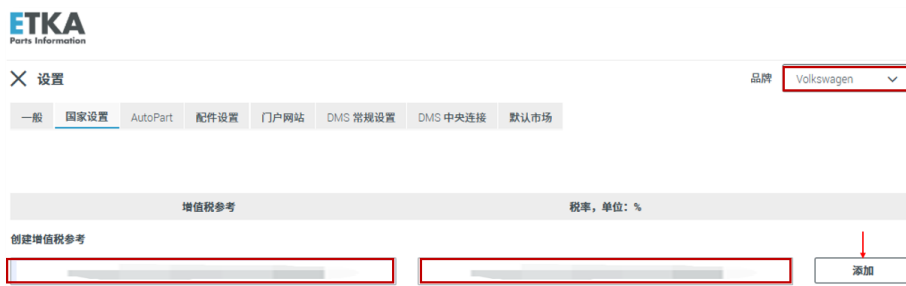 ETKA
Parts Information
设置
品牌 Volkswagen
一般 国家设置 AutoPart 配件设置 门户网站 DMS 常规设置 DMS 中央连接 默认市场
增值税参考 税率，单位：%
创建增值税参考
添加